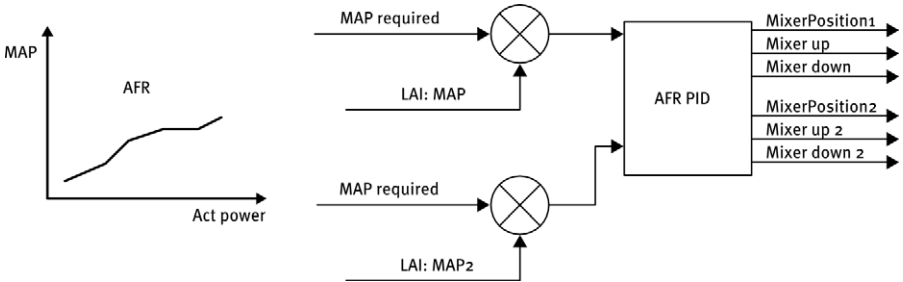 MAP
AFR
Act power
MAP required
LAI: MAP
MAP required
LAI: MAP2
AFR PID
MixerPosition1
Mixer up
Mixer down
MixerPosition2
Mixer up 2
Mixer down 2